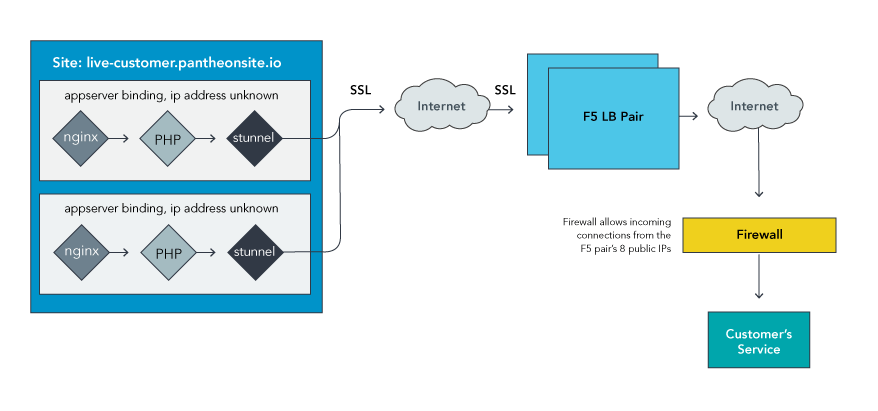 Site: live-customer.pantheonsite.io
appserver binding, ip address unknown
nginx
PHP
stunnel
appserver binding, ip address unknown
nginx
PHP
stunnel
SSL
Internet
SSL
F5 LB Pair
Internet
Firewall allows incoming
connections from the
F5 pair's 8 public IPs
Firewall
Customer's
Service